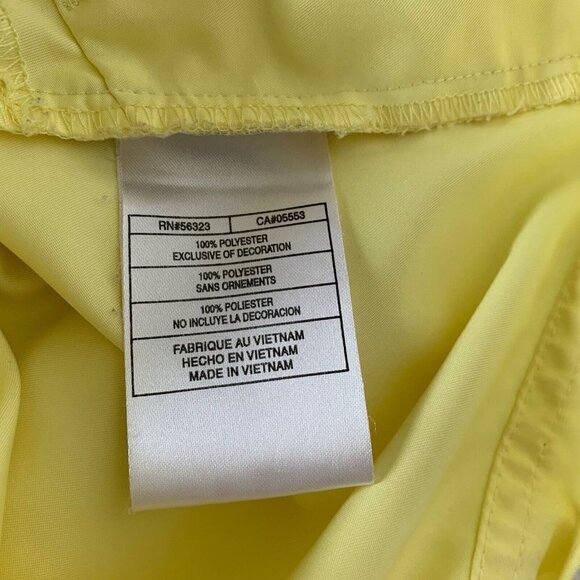 RN#56323 CA#05553
100% POLYESTER
EXCLUSIVE OF DECORATION
100% POLYESTER
SANS ORNEMENTS
100% POLIESTER
NO INCLUYE LA DECORACION
FABRIQUE AU VIETNAM
HECHO EN VIETNAM
MADE IN VIETNAM